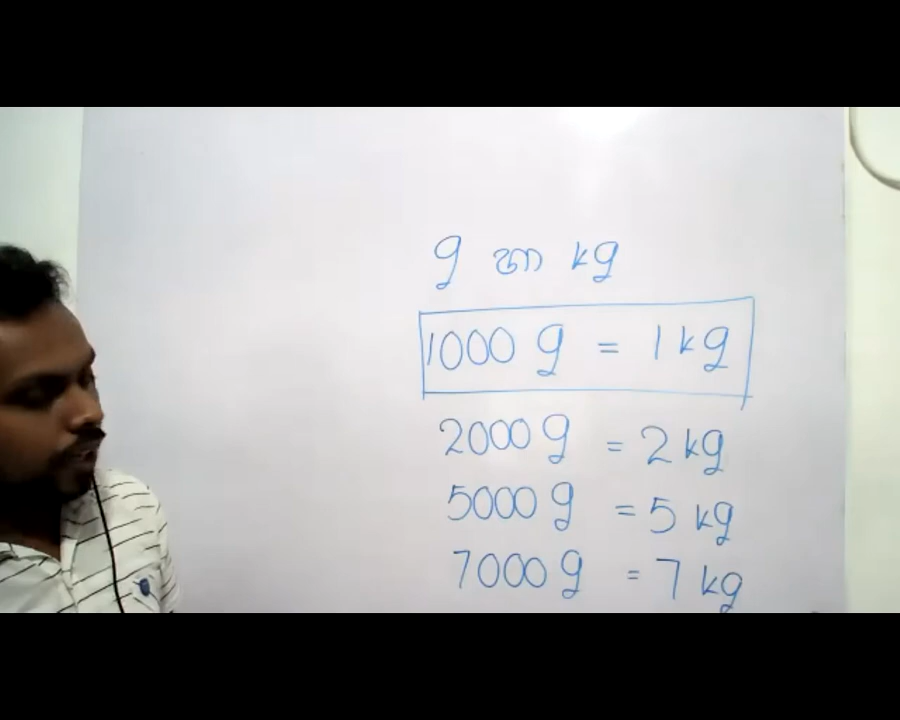 g හා kg
1000 g = 1 kg
2000 g = 2 kg
5000 g = 5 kg
7000 g = 7 kg